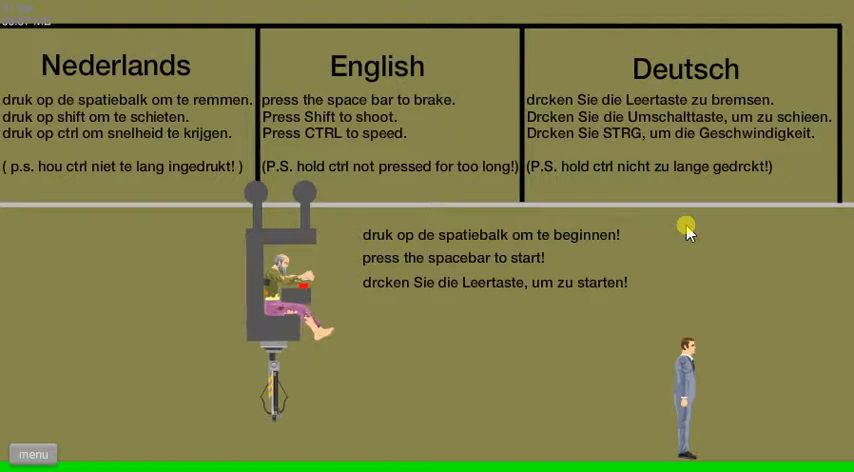 Nederlands
druk op de spatiebalk om te remmen.
druk op shift om te schieten.
druk op ctrl om snelheid te krijgen.
( p.s. hou ctrl niet te lang ingedrukt! )
English
press the space bar to brake.
Press Shift to shoot.
Press CTRL to speed.
(P.S. hold ctrl not pressed for too long!)
Deutsch
drcken Sie die Leertaste zu bremsen.
Drcken Sie die Umschalttaste, um zu schieen.
Drcken Sie STRG, um die Geschwindigkeit.
(P.S. hold ctrl nicht zu lange gedrckt!)
druk op de spatiebalk om te beginnen!
press the spacebar to start!
drcken Sie die Leertaste, um zu starten!
menu